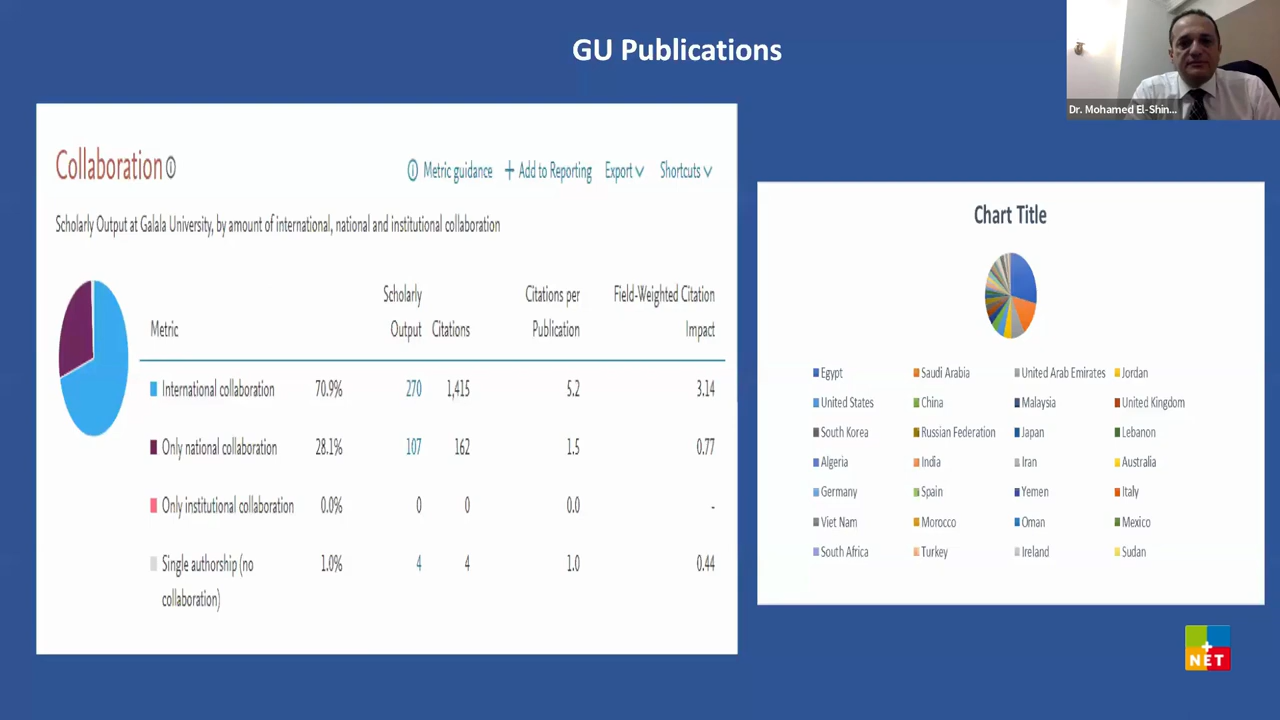 GU Publications
Dr. Mohamed El-Shin...
Collaboration
Metric guidance
+ Add to Reporting
Export
Shortcuts
Scholarly Output at Galala University, by amount of international, national and institutional collaboration
Metric
Scholarly
Output
Citations
Citations per
Publication
Field-Weighted Citation
Impact
International collaboration 70.9% 270 1,415 5.2 3.14
Only national collaboration 28.1% 107 162 1.5 0.77
Only institutional collaboration 0.0% 0 0 0.0 -
Single authorship (no 1.0% 4 4 1.0 0.44
collaboration)
Chart Title
Egypt Saudi Arabia United Arab Emirates Jordan
United States China Malaysia United Kingdom
South Korea Russian Federation Japan Lebanon
Algeria India Iran Australia
Germany Spain Yemen Italy
Viet Nam Morocco Oman Mexico
South Africa Turkey Ireland Sudan
+
NET